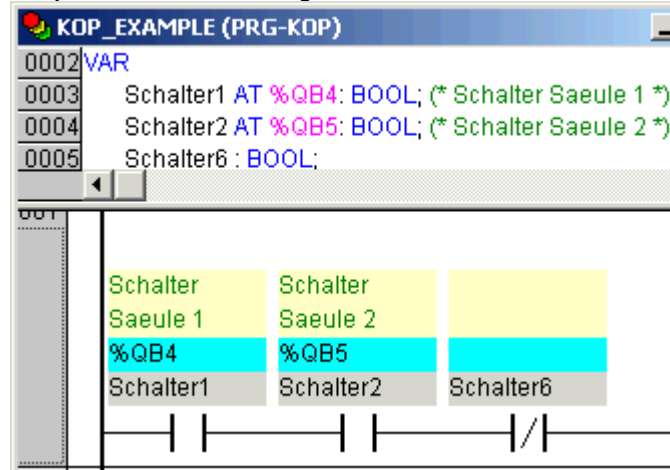 KOP_EXAMPLE (PRG-KOP)
0002 VAR
0003 Schalter1 AT %QB4: BOOL; (* Schalter Saeule 1 *)
0004 Schalter2 AT %QB5: BOOL; (* Schalter Saeule 2 *)
0005 Schalter6 : BOOL;
Schalter Schalter
Saeule 1 Saeule 2
%QB4 %QB5
Schalter1 Schalter2 Schalter6